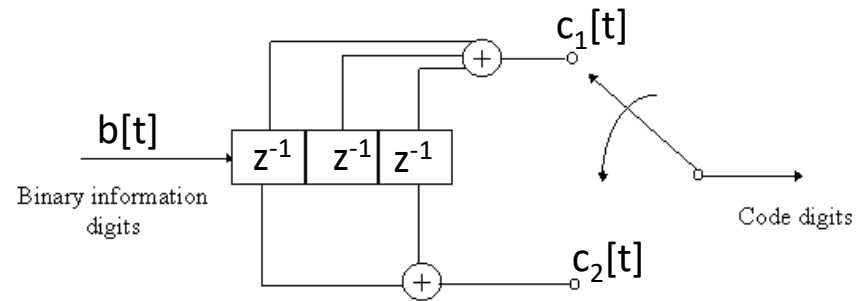 c₁[t]
+
b[t]
z⁻¹ z⁻¹ z⁻¹
Binary information
digits
Code digits
c₂[t]
+